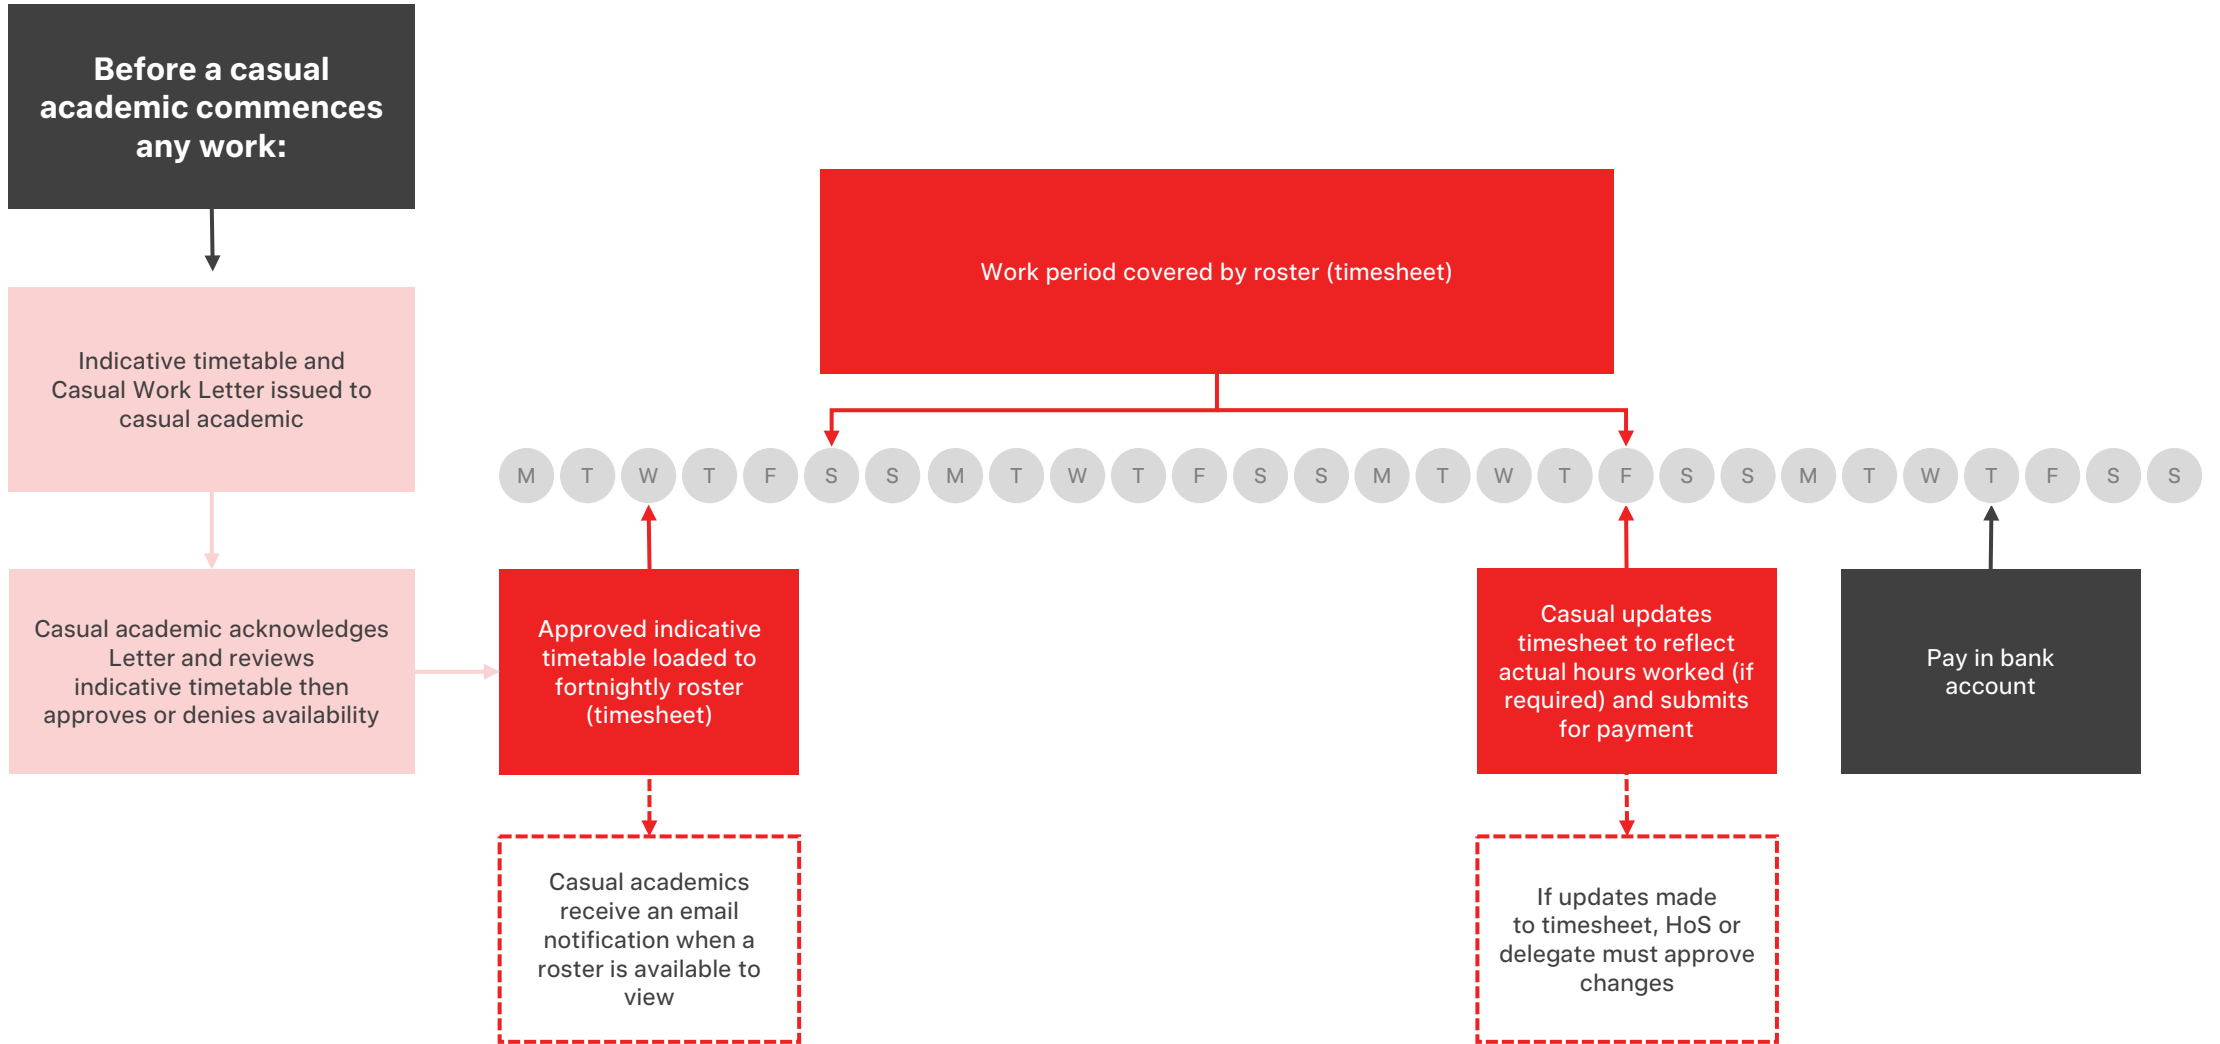 Before a casual
academic commences
any work:
Work period covered by roster (timesheet)
Indicative timetable and
Casual Work Letter issued to
casual academic
M T W T F S S M T W T F S S M T W T F S S M T W T F S S
Casual academic acknowledges
Letter and reviews
indicative timetable then
approves or denies availability
Approved indicative
timetable loaded to
fortnightly roster
(timesheet)
Casual updates
timesheet to reflect
actual hours worked (if
required) and submits
for payment
Pay in bank
account
Casual academics
receive an email
notification when a
roster is available to
view
If updates made
to timesheet, HoS or
delegate must approve
changes